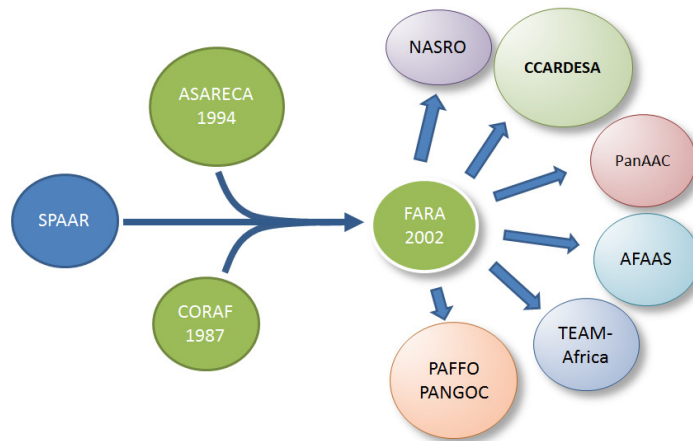 SPAAR
ASARECA
1994
CORAF
1987
FARA
2002
NASRO
CCARDESA
PanAAC
AFAAS
TEAM-
Africa
PAFFO
PANGOC